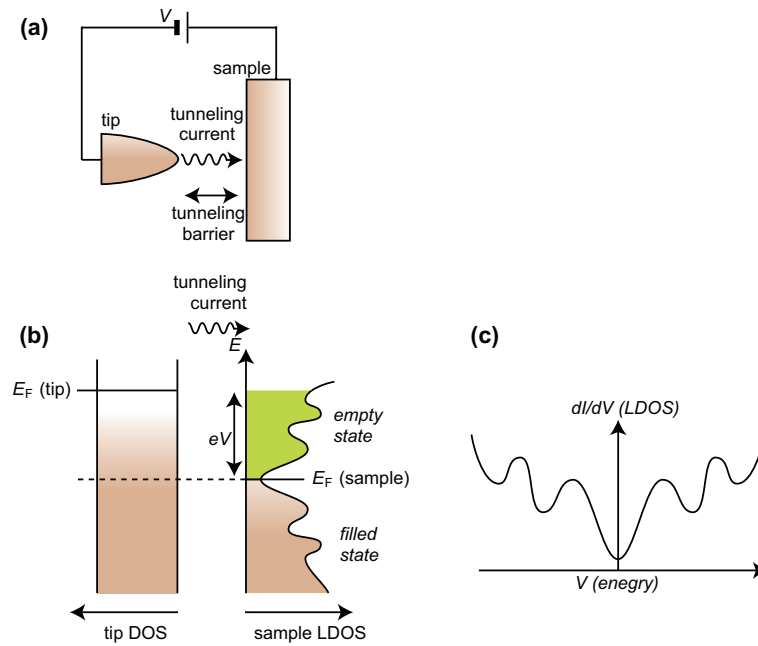 (a)
V
sample
tip
tunneling
current
tunneling
barrier
tunneling
current
(b)
E
E_F (tip)
eV
empty
state
E_F (sample)
filled
state
tip DOS
sample LDOS
(c)
dI/dV (LDOS)
V (enegry)